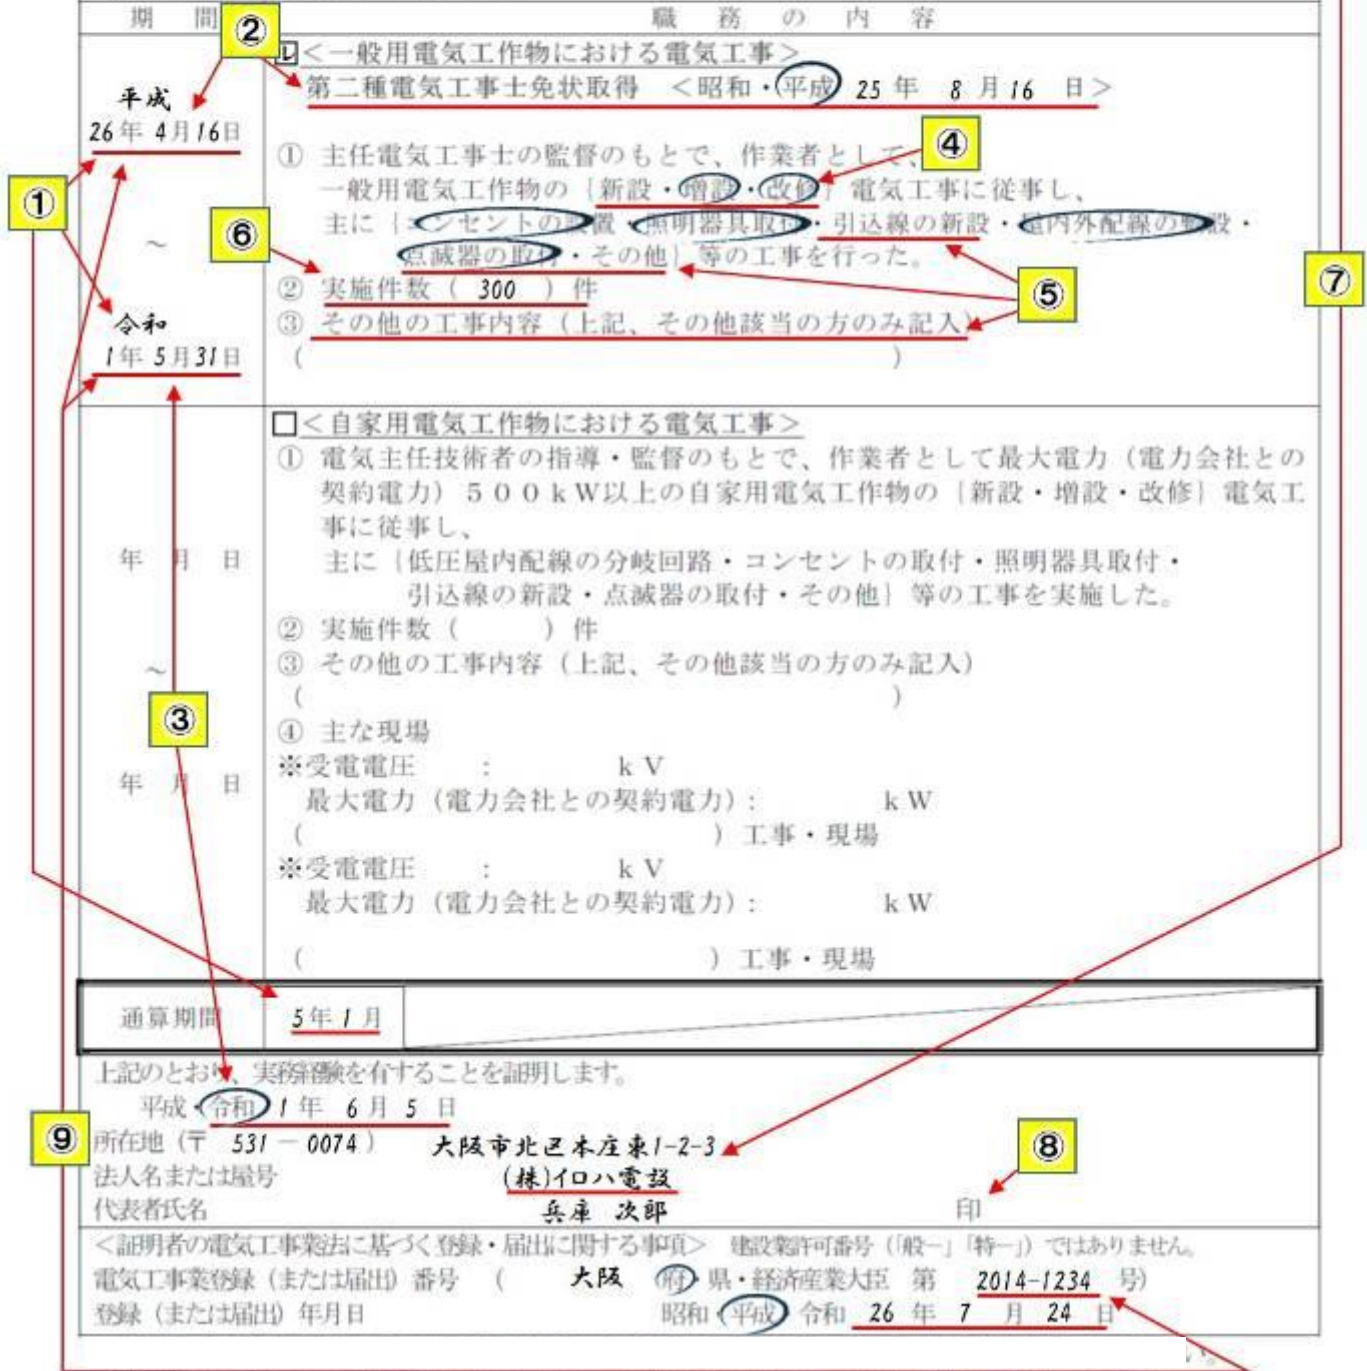 期 間 職 務 の 内 容
②
☑＜一般用電気工作物における電気工事＞
第二種電気工事士免状取得 ＜昭和・平成 25 年 8 月 16 日＞
平成
26年 4月16日
④
① 主任電気工事士の監督のもとで、作業者として、
一般用電気工作物の｛新設・増設・改修｝電気工事に従事し、
①
主に｛コンセントの設置・照明器具取付・引込線の新設・屋内外配線の敷設・
⑥
～
点滅器の取付・その他｝等の工事を行った。
⑦
② 実施件数（ 300 ）件
⑤
令和
③ その他の工事内容（上記、その他該当の方のみ記入）
1年 5月31日
（ ）
□＜自家用電気工作物における電気工事＞
① 電気主任技術者の指導・監督のもとで、作業者として最大電力（電力会社との
契約電力）５００ｋW以上の自家用電気工作物の｛新設・増設・改修｝電気工
事に従事し、
年 月 日
主に｛低圧屋内配線の分岐回路・コンセントの取付・照明器具取付・
引込線の新設・点滅器の取付・その他｝等の工事を実施した。
② 実施件数（ ）件
～
③ その他の工事内容（上記、その他該当の方のみ記入）
（ ）
③
④ 主な現場
※受電電圧 ： ｋV
年 月 日
最大電力（電力会社との契約電力）： ｋW
（ ）工事・現場
※受電電圧 ： ｋV
最大電力（電力会社との契約電力）： ｋW
（ ）工事・現場
通算期間 5年 1月
上記のとおり、実務経験を有することを証明します。
平成・令和 1 年 6 月 5 日
⑨
所在地（〒 531 － 0074 ） 大阪市北区本庄東1-2-3
⑧
法人名または屋号 (株)イロハ電設
代表者氏名 兵庫 次郎 印
＜証明者の電気工事業法に基づく登録・届出に関する事項＞ 建設業許可番号（「般－」「特－」）ではありません。
電気工事業登録（または届出）番号 （ 大阪 府・県・経済産業大臣 第 2014-1234 号）
登録（または届出）年月日 昭和・平成・令和 26 年 7 月 24 日
い。